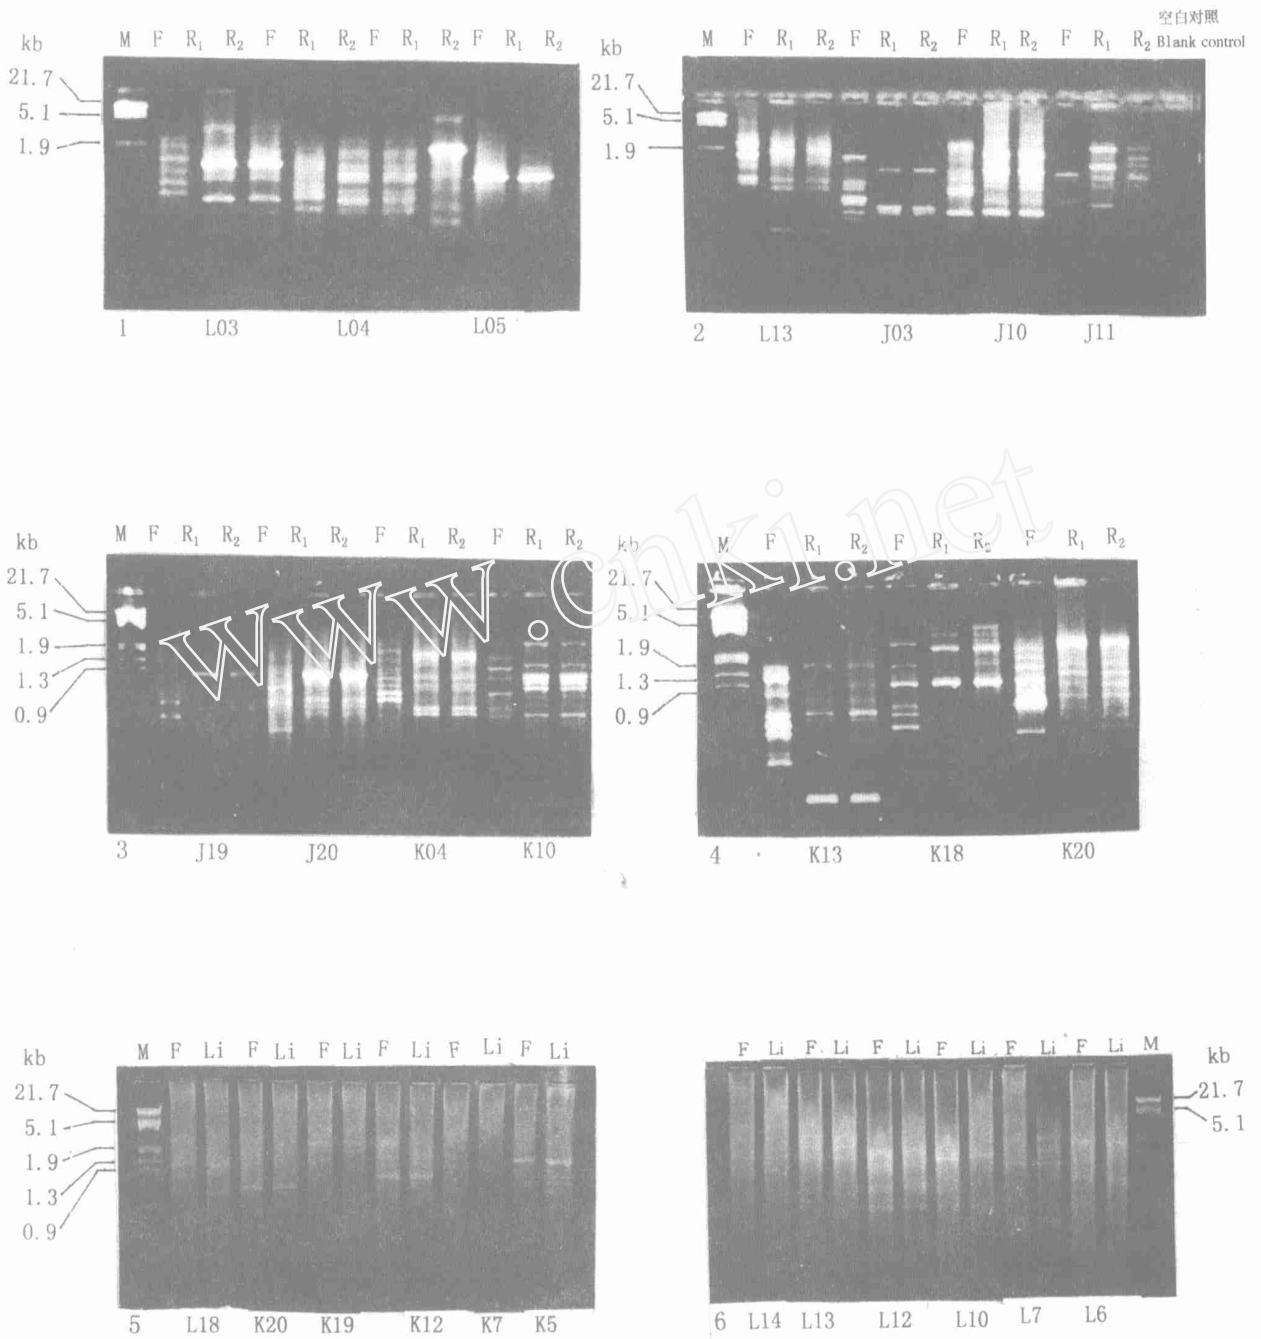 空白对照
Blank control
kb M F R₁ R₂ F R₁ R₂ F R₁ R₂ F R₁ R₂
21.7
5.1
1.9
1 L03 L04 L05
kb M F R₁ R₂ F R₁ R₂ F R₁ R₂ F R₁ R₂
21.7
5.1
1.9
2 L13 J03 J10 J11
kb M F R₁ R₂ F R₁ R₂ F R₁ R₂ F R₁ R₂
21.7
5.1
1.9
1.3
0.9
3 J19 J20 K04 K10
kb M F R₁ R₂ F R₁ R₂ F R₁ R₂
21.7
5.1
1.9
1.3
0.9
4 K13 K18 K20
www.cnki.net
kb M F Li F Li F Li F Li F Li F Li
21.7
5.1
1.9
1.3
0.9
5 L18 K20 K19 K12 K7 K5
F Li F Li F Li F Li F Li F Li M kb
21.7
5.1
6 L14 L13 L12 L10 L7 L6